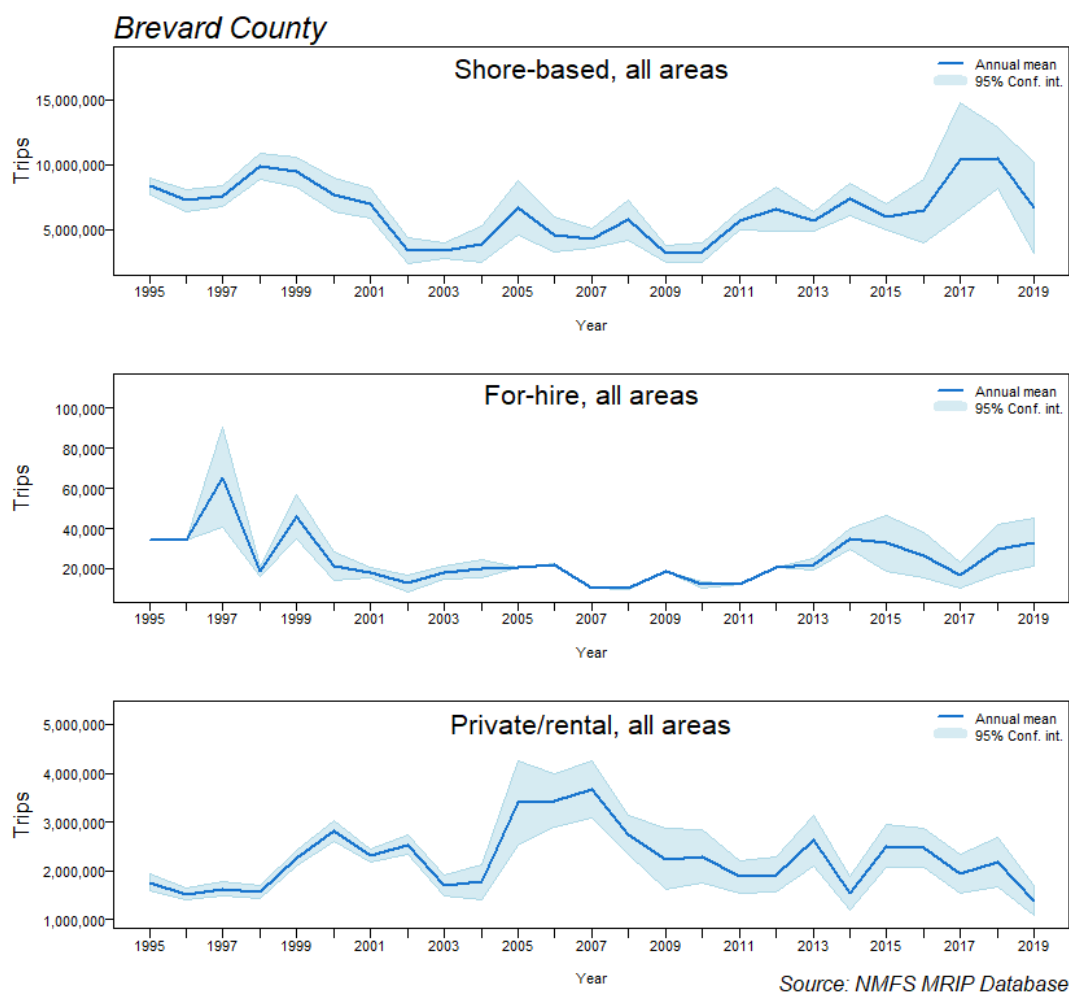 Brevard County
Shore-based, all areas
Annual mean
95% Conf. int.
15,000,000
10,000,000
5,000,000
Trips
1995 1997 1999 2001 2003 2005 2007 2009 2011 2013 2015 2017 2019
Year
For-hire, all areas
Annual mean
95% Conf. int.
100,000
80,000
60,000
40,000
20,000
Trips
1995 1997 1999 2001 2003 2005 2007 2009 2011 2013 2015 2017 2019
Year
Private/rental, all areas
Annual mean
95% Conf. int.
5,000,000
4,000,000
3,000,000
2,000,000
1,000,000
Trips
1995 1997 1999 2001 2003 2005 2007 2009 2011 2013 2015 2017 2019
Year
Source: NMFS MRIP Database